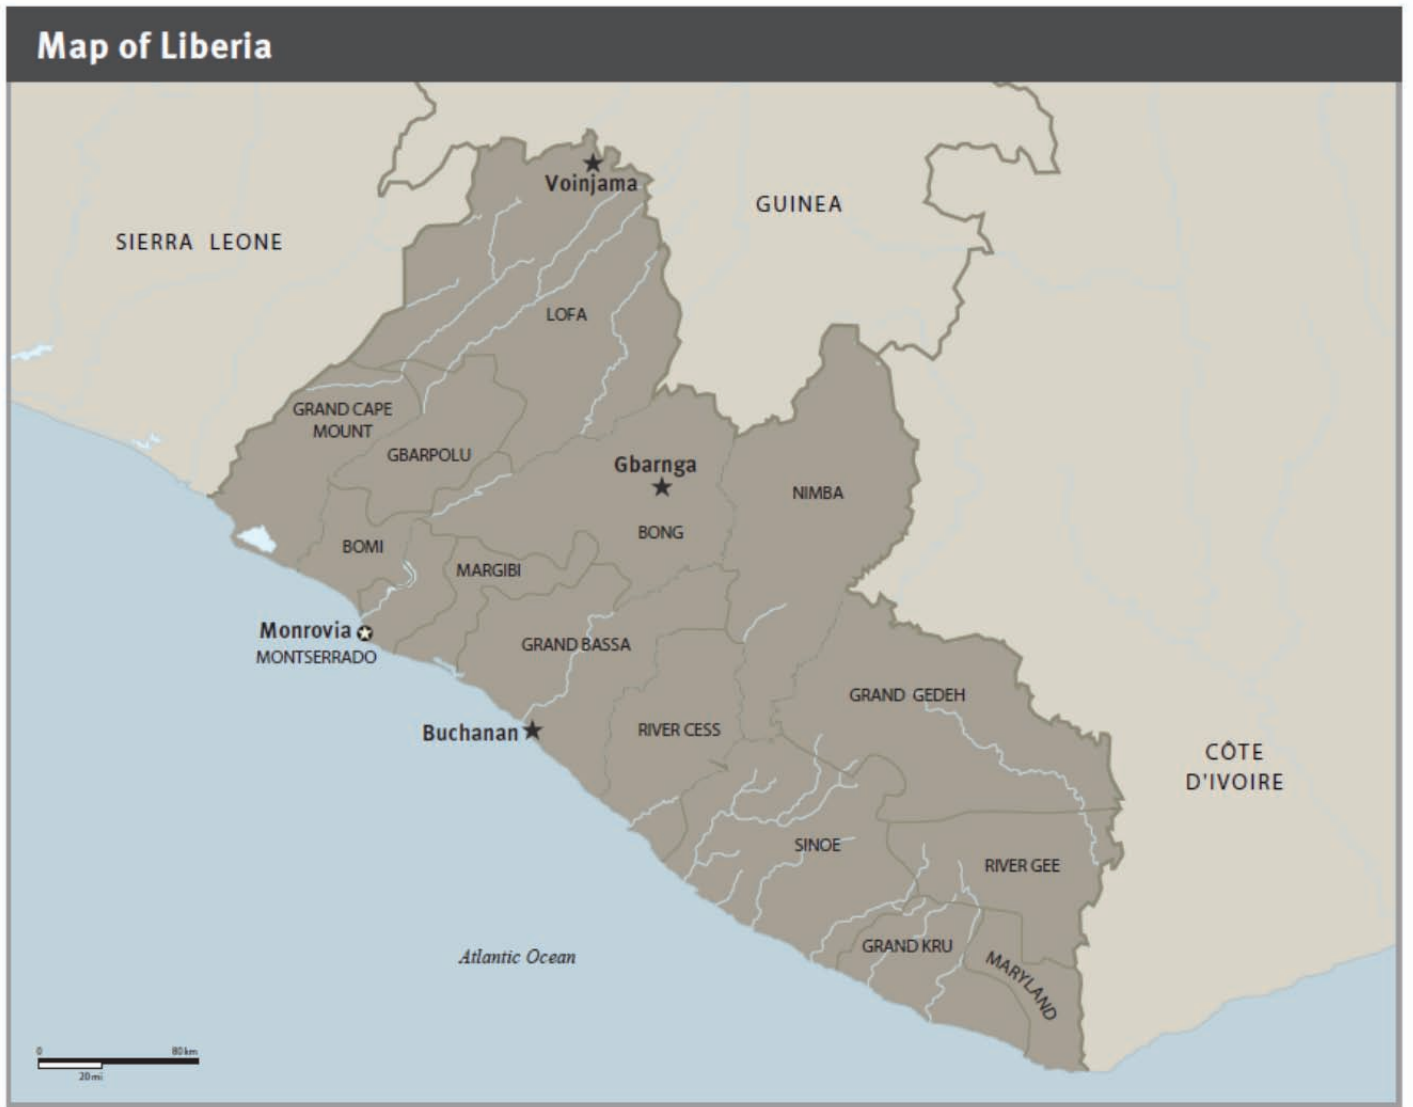 Map of Liberia
Voinjama
GUINEA
SIERRA LEONE
LOFA
GRAND CAPE
MOUNT
GBARPOLU
Gbarnga
NIMBA
BONG
BOMI
MARGIBI
Monrovia
MONTSERRADO
GRAND BASSA
GRAND GEDEH
Buchanan
RIVER CESS
CÔTE
D'IVOIRE
SINOE
RIVER GEE
GRAND KRU
MARYLAND
Atlantic Ocean
0 80 km
20 mi